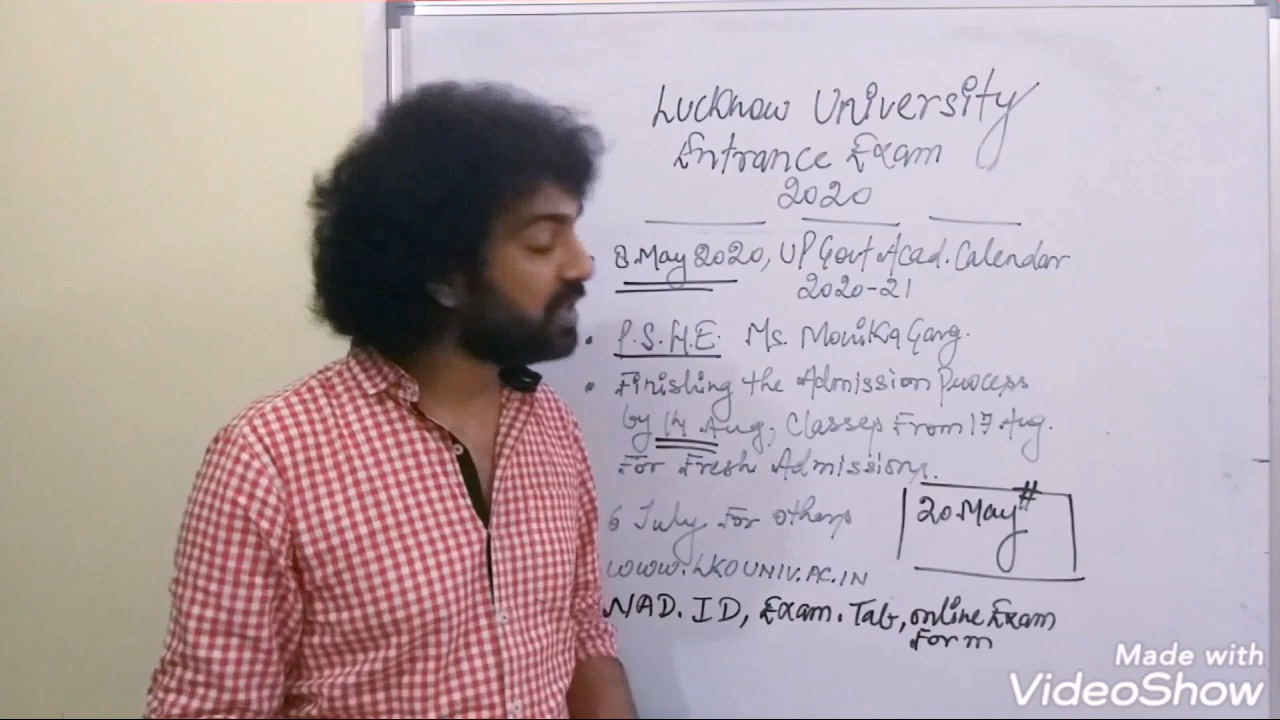 Lucknow University
Entrance Exam
2020
8 May 2020, UP Govt Acad. Calendar
2020-21
• P.S.H.E. Ms. Monika Garg.
• Finishing the Admission Process
by 14 Aug, Classes From 17 Aug.
For Fresh Admissions.
6 July For others
20 May #
WWW.LKOUNIV.AC.IN
NAD. ID, Exam. Tab, online Exam
Form
Made with
VideoShow